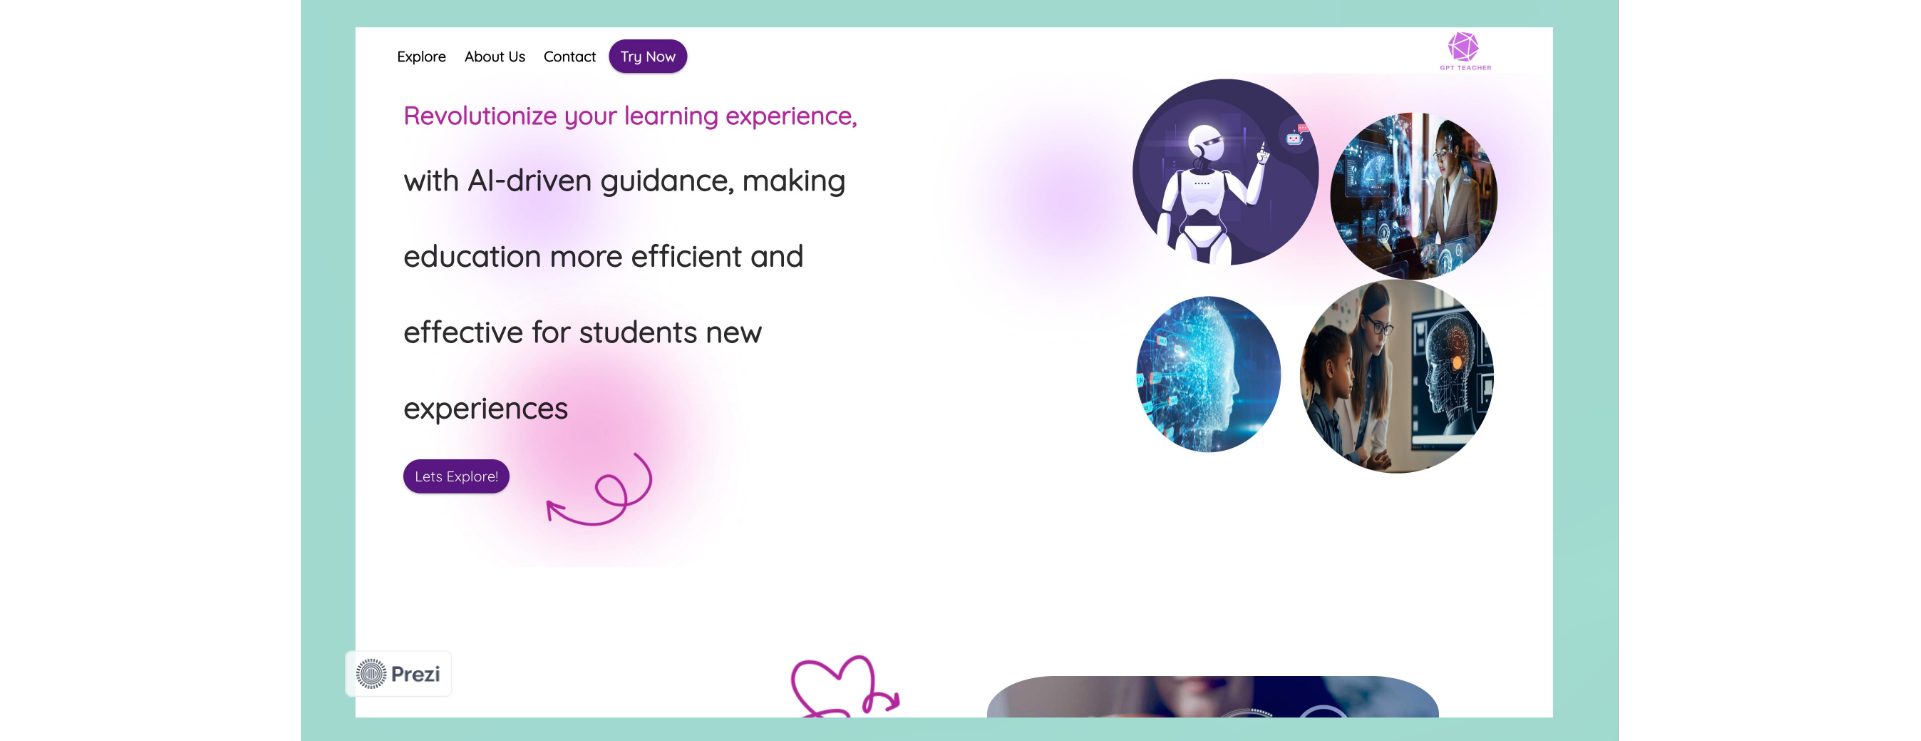 Explore About Us Contact Try Now
GPT TEACHER
Revolutionize your learning experience,
with AI-driven guidance, making
education more efficient and
effective for students new
experiences
Lets Explore!
Prezi